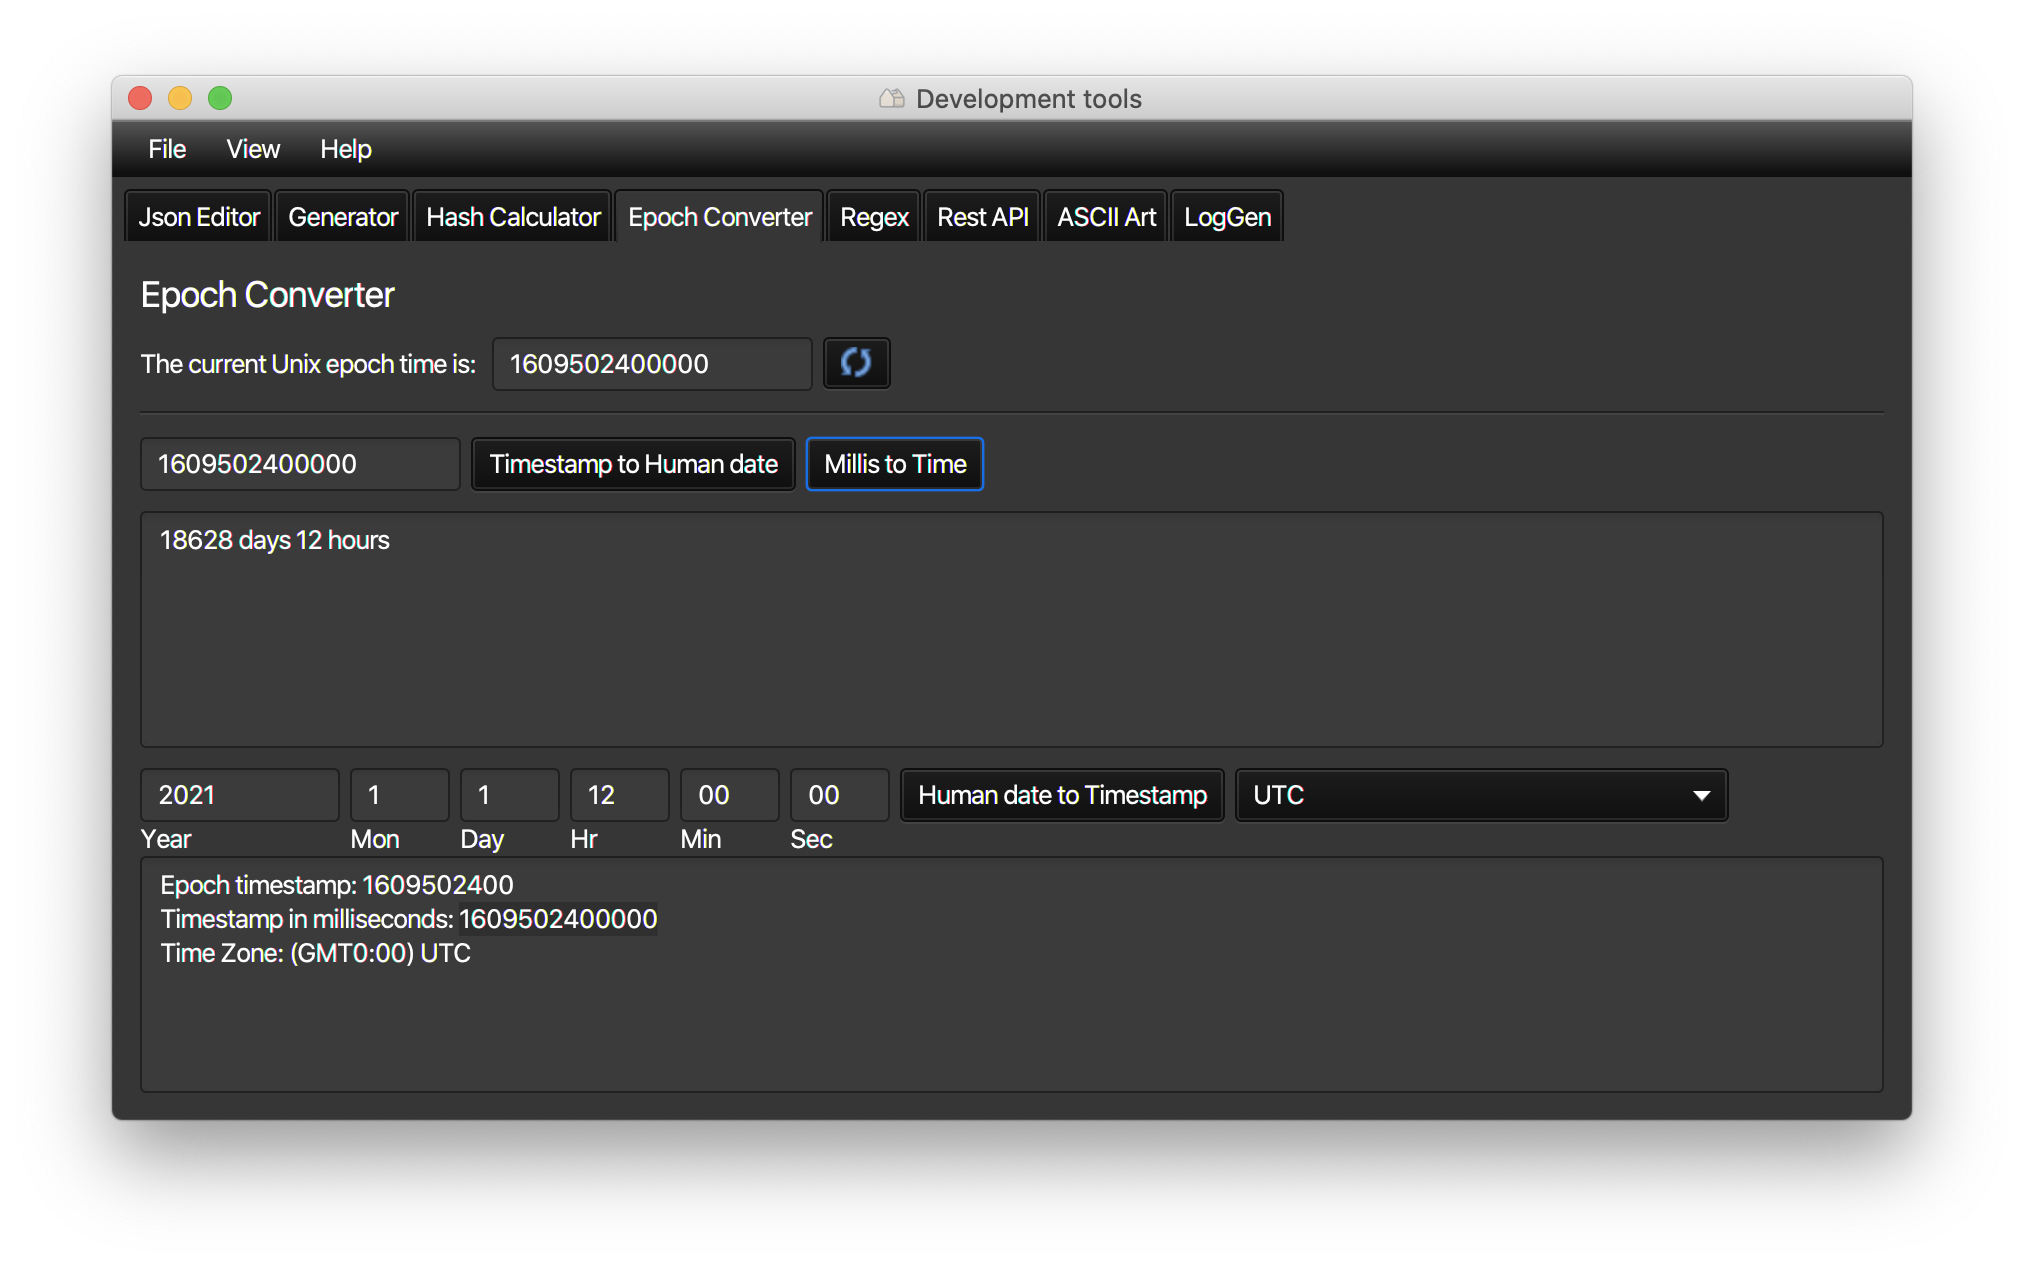 Development tools
File View Help
Json Editor Generator Hash Calculator Epoch Converter Regex Rest API ASCII Art LogGen
Epoch Converter
The current Unix epoch time is: 1609502400000
1609502400000 Timestamp to Human date Millis to Time
18628 days 12 hours
2021 1 1 12 00 00 Human date to Timestamp UTC
Year Mon Day Hr Min Sec
Epoch timestamp: 1609502400
Timestamp in milliseconds: 1609502400000
Time Zone: (GMT0:00) UTC